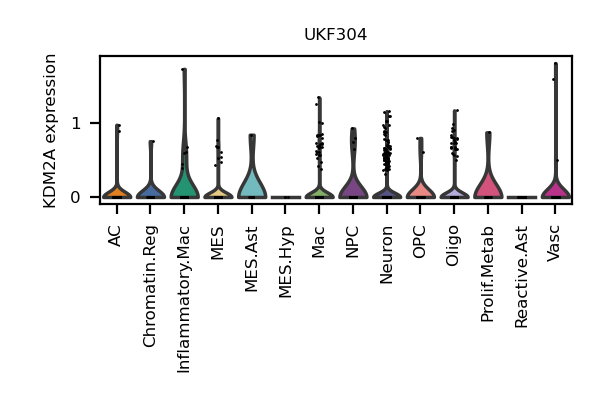 UKF304
KDM2A expression
1
0
AC
Chromatin.Reg
Inflammatory.Mac
MES
MES.Ast
MES.Hyp
Mac
NPC
Neuron
OPC
Oligo
Prolif.Metab
Reactive.Ast
Vasc